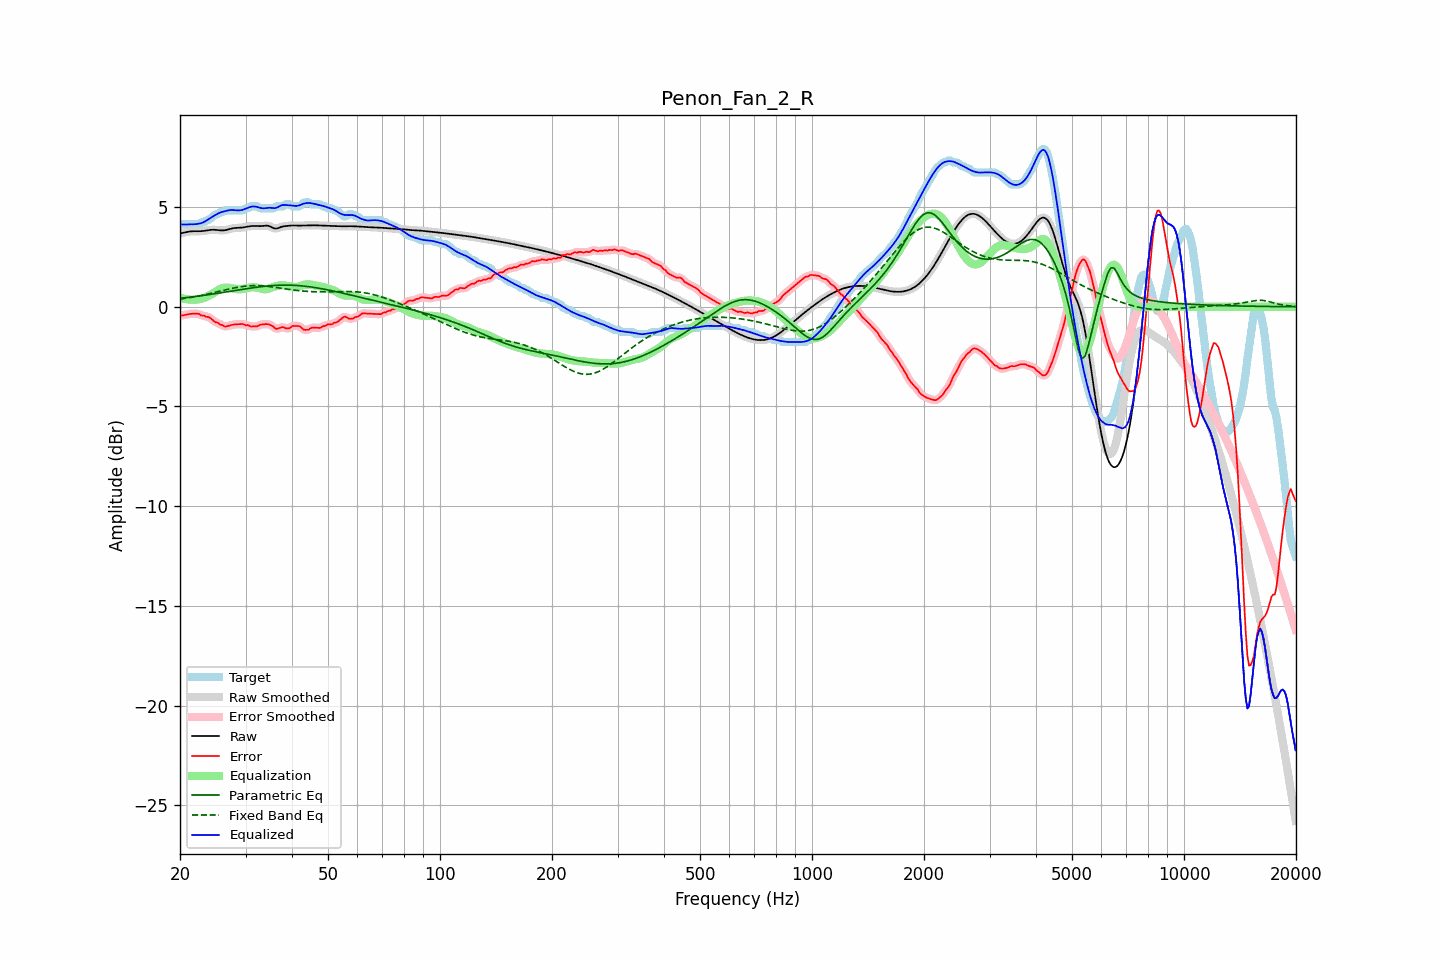 Penon_Fan_2_R
Amplitude (dBr)
5
0
−5
−10
−15
−20
−25
Target
Raw Smoothed
Error Smoothed
Raw
Error
Equalization
Parametric Eq
Fixed Band Eq
Equalized
20 50 100 200 500 1000 2000 5000 10000 20000
Frequency (Hz)